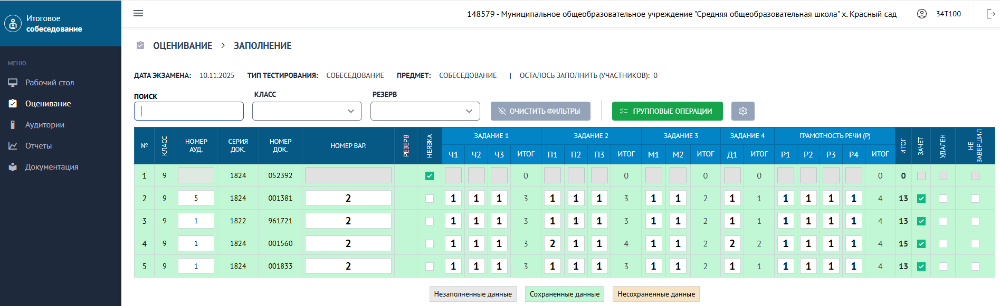 Итоговое
собеседование
148579 - Муниципальное общеобразовательное учреждение "Средняя общеобразовательная школа" х. Красный сад
34Т100
МЕНЮ
Рабочий стол
Оценивание
Аудитории
Отчеты
Документация
ОЦЕНИВАНИЕ > ЗАПОЛНЕНИЕ
ДАТА ЭКЗАМЕНА: 10.11.2025 ТИП ТЕСТИРОВАНИЯ: СОБЕСЕДОВАНИЕ ПРЕДМЕТ: СОБЕСЕДОВАНИЕ | ОСТАЛОСЬ ЗАПОЛНИТЬ (УЧАСТНИКОВ): 0
ПОИСК КЛАСС РЕЗЕРВ
ОЧИСТИТЬ ФИЛЬТРЫ ГРУППОВЫЕ ОПЕРАЦИИ
№ КЛАСС НОМЕР АУД. СЕРИЯ ДОК. НОМЕР ДОК. НОМЕР ВАР. РЕЗЕРВ НЕЯВКА ЗАДАНИЕ 1 ЗАДАНИЕ 2 ЗАДАНИЕ 3 ЗАДАНИЕ 4 ГРАМОТНОСТЬ РЕЧИ (Р) ИТОГ ЗАЧЕТ УДАЛЕН НЕ ЗАВЕРШИЛ
Ч1 Ч2 Ч3 ИТОГ П1 П2 П3 ИТОГ М1 М2 ИТОГ Д1 ИТОГ Р1 Р2 Р3 Р4 ИТОГ
1 9 1824 052392 0 0 0 0 0 0
2 9 5 1824 001381 2 1 1 1 3 1 1 1 3 1 1 2 1 1 1 1 1 1 4 13
3 9 1 1822 961721 2 1 1 1 3 1 1 1 3 1 1 2 1 1 1 1 1 1 4 13
4 9 1 1824 001560 2 1 1 1 3 2 1 1 4 1 1 2 2 2 1 1 1 1 4 15
5 9 1 1824 001833 2 1 1 1 3 1 1 1 3 1 1 2 1 1 1 1 1 1 4 13
Незаполненные данные Сохраненные данные Несохраненные данные